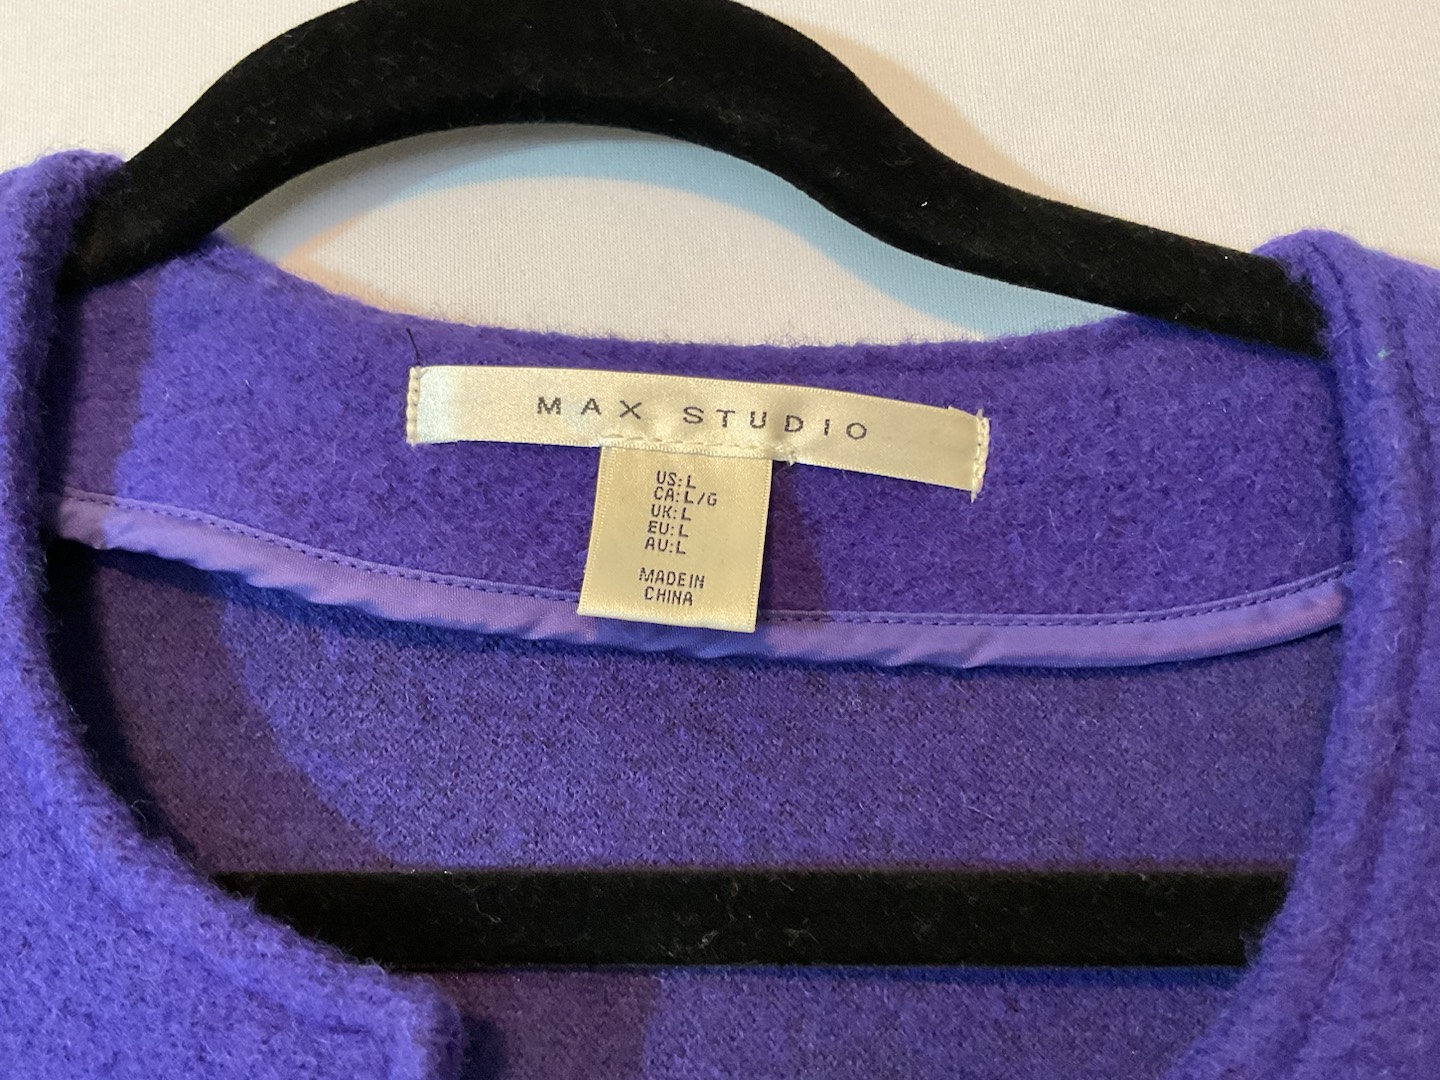 MAX STUDIO
US:L
CA:L/G
UK:L
EU:L
AU:L
MADE IN
CHINA